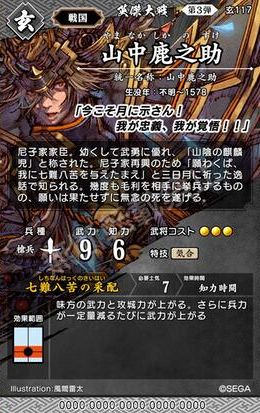 玄
戦国
英傑大戦
第3弾
玄117
やまなかしかのすけ
山中鹿之助
統一名称:山中鹿之助
生没年:不明~1578
「今こそ月に示さん!
我が忠義、我が覚悟!!」
尼子家家臣。幼くして武勇に優れ、「山陰の麒麟
児」と称された。尼子家再興のため「願わくば、
我に七難八苦を与えたまえ」と三日月に祈った逸
話で知られる。幾度も毛利を相手に挙兵するもの
の、願いは果たせずに無念の死を遂げる。
兵種 武力 知力 武将コスト
槍兵 9 6 特技 気合
しちなんはっくのさいはい
七難八苦の采配
必要士気 7
効果時間 知力時間
効果範囲
味方の武力と攻城力が上がる。さらに兵力
が一定量減るたびに武力が上がる
Illustration:風間雷太
©SEGA
0000-0000-0000-0000-0000